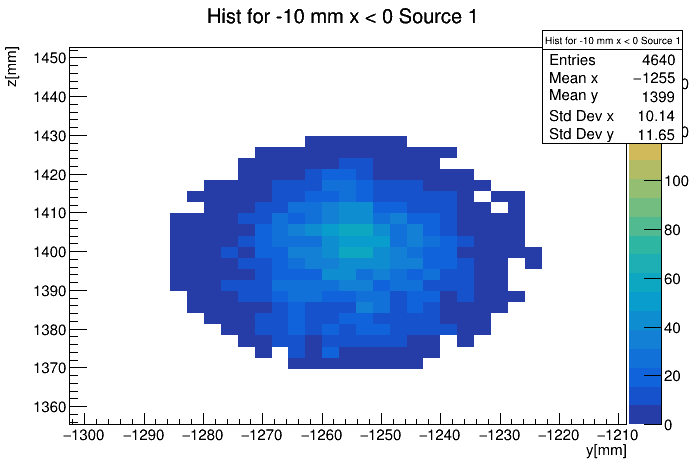 Hist for -10 mm x < 0 Source 1
z[mm]
1450
1440
1430
1420
1410
1400
1390
1380
1370
1360
−1300 −1290 −1280 −1270 −1260 −1250 −1240 −1230 −1220 −1210
y[mm]
Hist for -10 mm x < 0 Source 1
Entries 4640
Mean x −1255
Mean y 1399
Std Dev x 10.14
Std Dev y 11.65
100
80
60
40
20
0